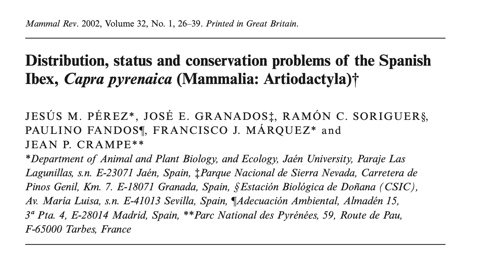 Mammal Rev. 2002, Volume 32, No. 1, 26–39. Printed in Great Britain.
Distribution, status and conservation problems of the Spanish
Ibex, Capra pyrenaica (Mammalia: Artiodactyla)†
JESÚS M. PÉREZ*, JOSÉ E. GRANADOS‡, RAMÓN C. SORIGUER§,
PAULINO FANDOS¶, FRANCISCO J. MÁRQUEZ* and
JEAN P. CRAMPE**
*Department of Animal and Plant Biology, and Ecology, Jaén University, Paraje Las
Lagunillas, s.n. E-23071 Jaén, Spain, ‡Parque Nacional de Sierra Nevada, Carretera de
Pinos Genil, Km. 7. E-18071 Granada, Spain, §Estación Biológica de Doñana (CSIC),
Av. María Luisa, s.n. E-41013 Sevilla, Spain, ¶Adecuación Ambiental, Almadén 15,
3ª Pta. 4, E-28014 Madrid, Spain, **Parc National des Pyrénées, 59, Route de Pau,
F-65000 Tarbes, France